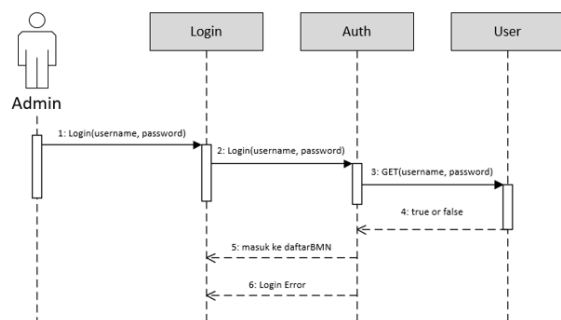 Login
Auth
User
Admin
1: Login(username, password)
2: Login(username, password)
3: GET(username, password)
4: true or false
5: masuk ke daftarBMN
6: Login Error